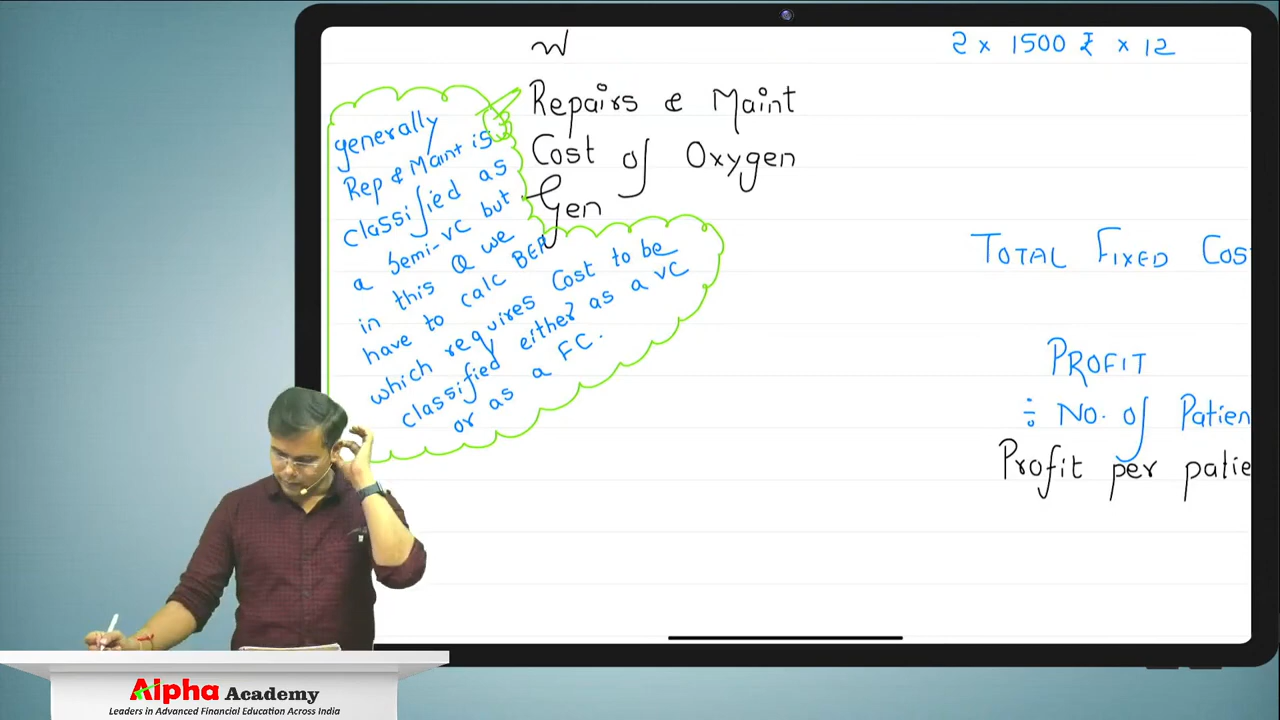 w
2 x 1500 ₹ x 12
Repairs & Maint
Cost of Oxygen
Gen
generally
Rep & Maint is
classified as
a Semi-VC but
in this Q we
have to calc BEP
which requires Cost to be
classified either as a VC
or as a FC.
TOTAL FIXED COS
PROFIT
÷ No. of Patien
Profit per patie
Alpha Academy
Leaders in Advanced Financial Education Across India